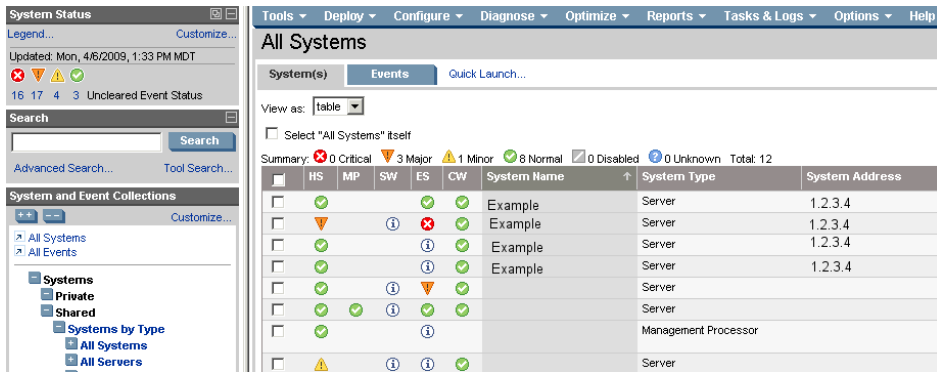 System Status
Legend... Customize...
Updated: Mon, 4/6/2009, 1:33 PM MDT
16 17 4 3 Uncleared Event Status
Search
Search
Advanced Search... Tool Search...
System and Event Collections
Customize...
All Systems
All Events
Systems
Private
Shared
Systems by Type
All Systems
All Servers
Tools Deploy Configure Diagnose Optimize Reports Tasks & Logs Options Help
All Systems
System(s) Events Quick Launch...
View as: table
Select "All Systems" itself
Summary: 0 Critical 3 Major 1 Minor 8 Normal 0 Disabled 0 Unknown Total: 12
HS MP SW ES CW System Name System Type System Address
Example Server 1.2.3.4
Example Server 1.2.3.4
Example Server 1.2.3.4
Example Server 1.2.3.4
Server
Server
Management Processor
Server